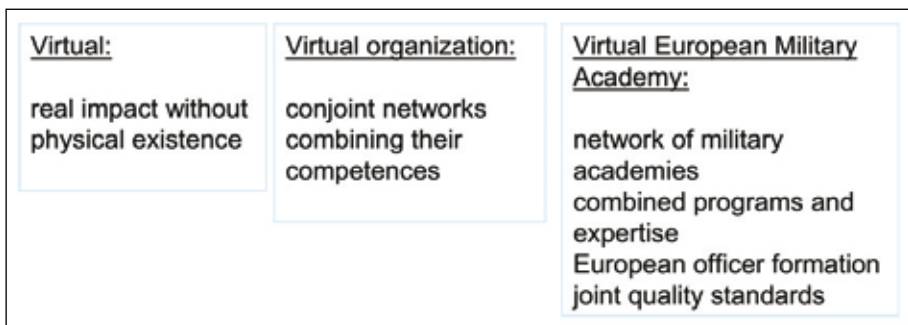 Virtual:
real impact without
physical existence
Virtual organization:
conjoint networks
combining their
competences
Virtual European Military
Academy:
network of military
academies
combined programs and
expertise
European officer formation
joint quality standards